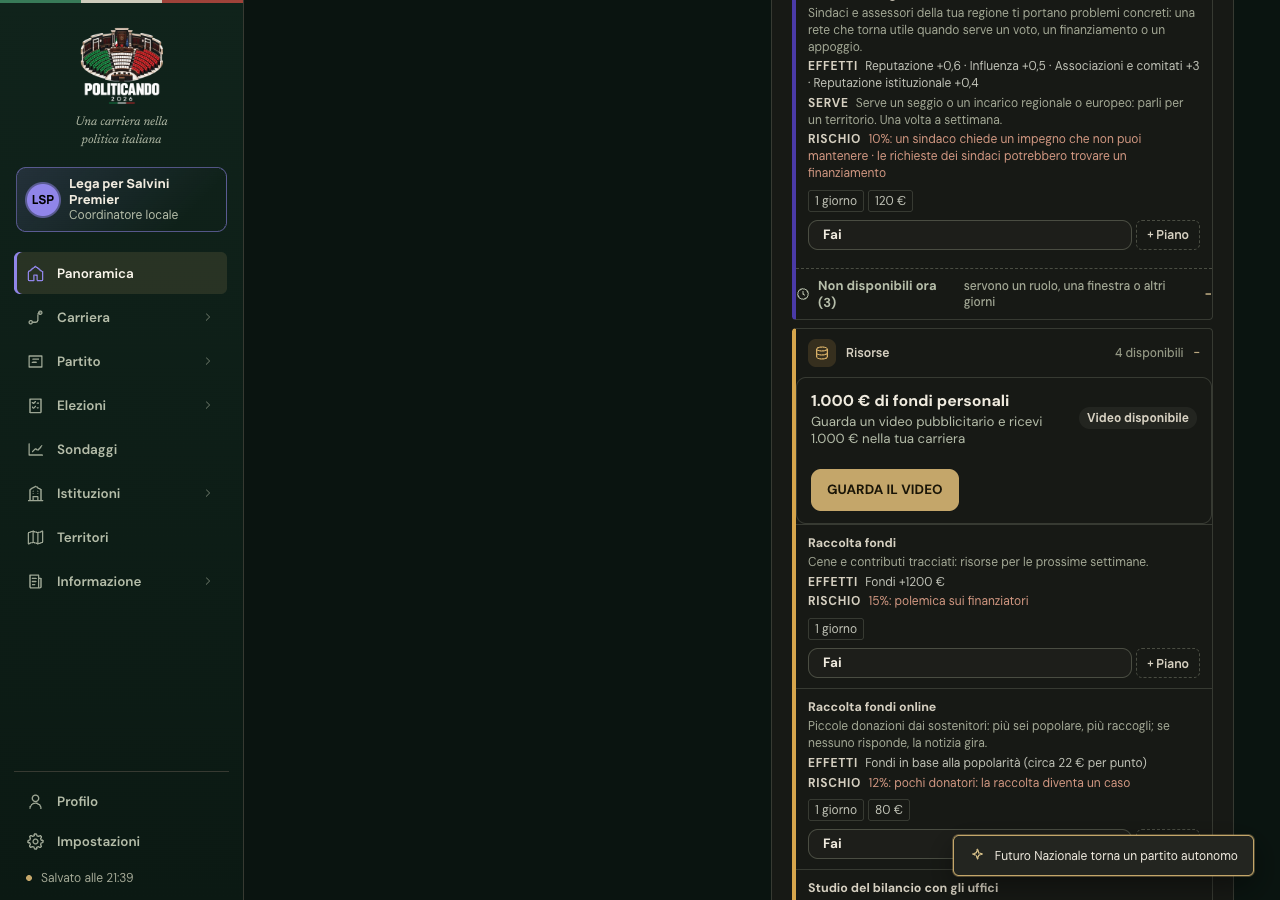 POLITICANDO
2026
Una carriera nella
politica italiana
LSP
Lega per Salvini
Premier
Coordinatore locale
Panoramica
Carriera
Partito
Elezioni
Sondaggi
Istituzioni
Territori
Informazione
Profilo
Impostazioni
Salvato alle 21:39
Sindaci e assessori della tua regione ti portano problemi concreti: una
rete che torna utile quando serve un voto, un finanziamento o un
appoggio.
EFFETTI Reputazione +0,6 · Influenza +0,5 · Associazioni e comitati +3
· Reputazione istituzionale +0,4
SERVE Serve un seggio o un incarico regionale o europeo: parli per
un territorio. Una volta a settimana.
RISCHIO 10%: un sindaco chiede un impegno che non puoi
mantenere · le richieste dei sindaci potrebbero trovare un
finanziamento
1 giorno 120 €
Fai + Piano
Non disponibili ora
(3)
servono un ruolo, una finestra o altri
giorni
−
Risorse 4 disponibili −
1.000 € di fondi personali
Guarda un video pubblicitario e ricevi
1.000 € nella tua carriera
Video disponibile
GUARDA IL VIDEO
Raccolta fondi
Cene e contributi tracciati: risorse per le prossime settimane.
EFFETTI Fondi +1200 €
RISCHIO 15%: polemica sui finanziatori
1 giorno
Fai + Piano
Raccolta fondi online
Piccole donazioni dai sostenitori: più sei popolare, più raccogli; se
nessuno risponde, la notizia gira.
EFFETTI Fondi in base alla popolarità (circa 22 € per punto)
RISCHIO 12%: pochi donatori: la raccolta diventa un caso
1 giorno 80 €
Fai
Futuro Nazionale torna un partito autonomo
Studio del bilancio con gli uffici